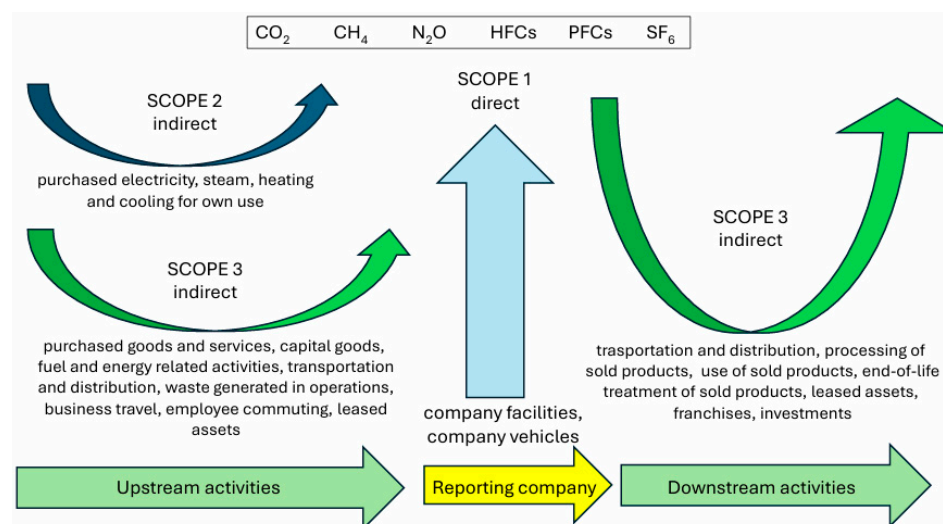 CO2 CH4 N2O HFCs PFCs SF6
SCOPE 2
indirect
purchased electricity, steam, heating
and cooling for own use
SCOPE 3
indirect
purchased goods and services, capital goods,
fuel and energy related activities, transportation
and distribution, waste generated in operations,
business travel, employee commuting, leased
assets
SCOPE 1
direct
company facilities,
company vehicles
SCOPE 3
indirect
trasportation and distribution, processing of
sold products, use of sold products, end-of-life
treatment of sold products, leased assets,
franchises, investments
Upstream activities
Reporting company
Downstream activities